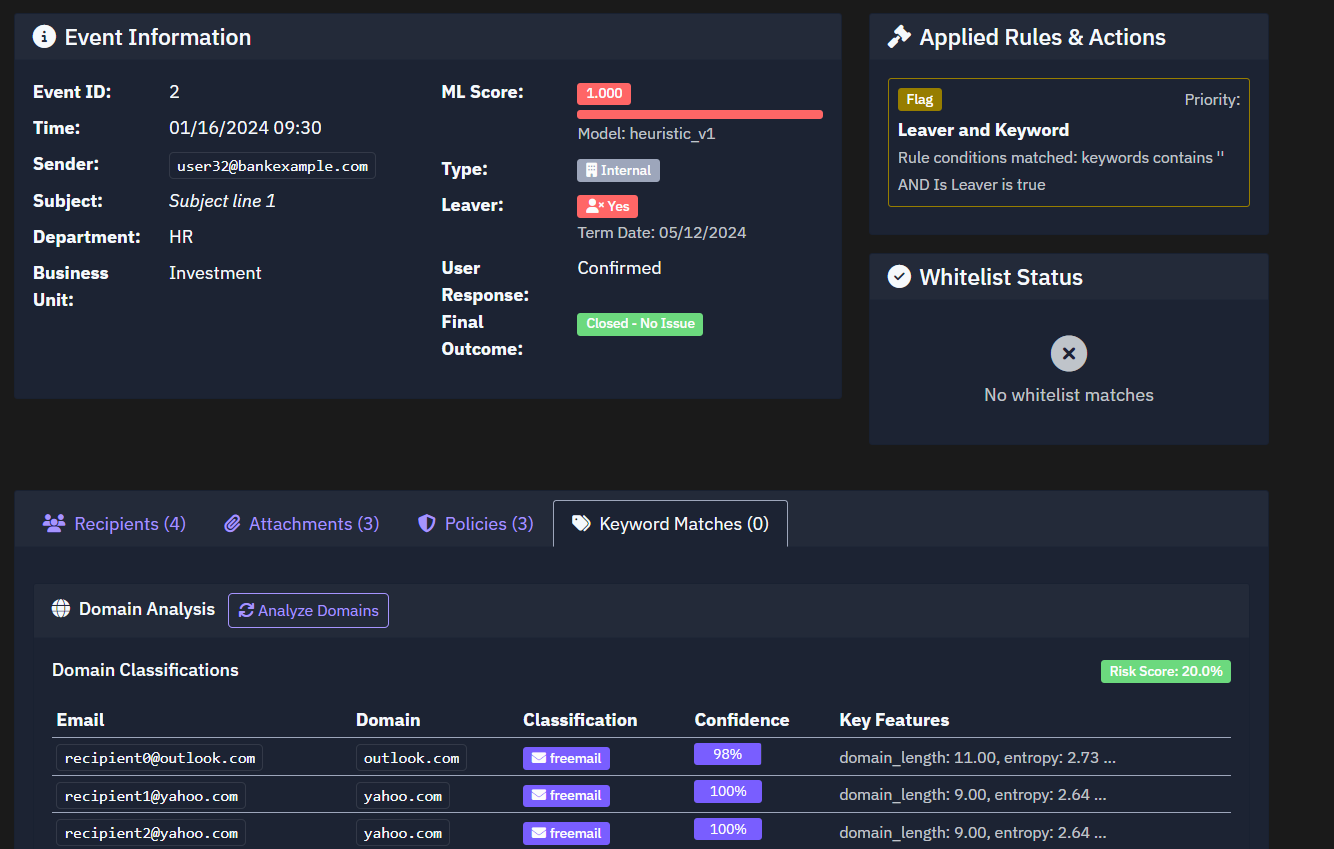 Event Information
Event ID: 2
Time: 01/16/2024 09:30
Sender: user32@bankexample.com
Subject: Subject line 1
Department: HR
Business Investment
Unit:
ML Score: 1.000
Model: heuristic_v1
Type: Internal
Leaver: Yes
Term Date: 05/12/2024
User Confirmed
Response:
Final Closed - No Issue
Outcome:
Applied Rules & Actions
Flag Priority:
Leaver and Keyword
Rule conditions matched: keywords contains ''
AND Is Leaver is true
Whitelist Status
No whitelist matches
Recipients (4) Attachments (3) Policies (3) Keyword Matches (0)
Domain Analysis Analyze Domains
Domain Classifications Risk Score: 20.0%
Email Domain Classification Confidence Key Features
recipient0@outlook.com outlook.com freemail 98% domain_length: 11.00, entropy: 2.73 ...
recipient1@yahoo.com yahoo.com freemail 100% domain_length: 9.00, entropy: 2.64 ...
recipient2@yahoo.com yahoo.com freemail 100% domain_length: 9.00, entropy: 2.64 ...